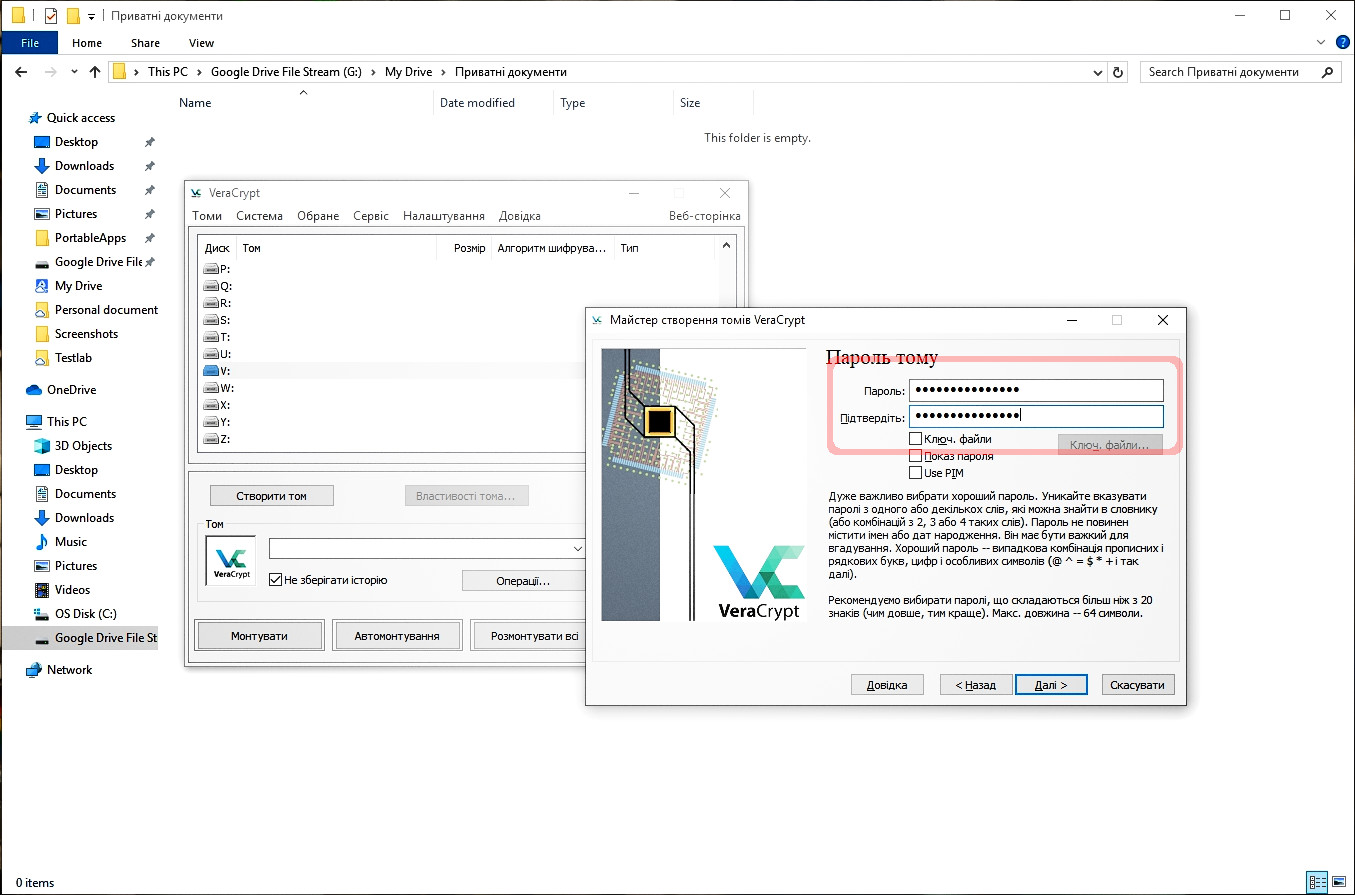 Приватні документи
File Home Share View
This PC Google Drive File Stream (G:) My Drive Приватні документи
Search Приватні документи
Name Date modified Type Size
This folder is empty.
Quick access
Desktop
Downloads
Documents
Pictures
PortableApps
Google Drive File
My Drive
Personal document
Screenshots
Testlab
OneDrive
This PC
3D Objects
Desktop
Documents
Downloads
Music
Pictures
Videos
OS Disk (C:)
Google Drive File St
Network
0 items
VeraCrypt
Томи Система Обране Сервіс Налаштування Довідка Веб-сторінка
Диск Том Розмір Алгоритм шифрува... Тип
P:
Q:
R:
S:
T:
U:
V:
W:
X:
Y:
Z:
Створити том Властивості тома...
Том
VeraCrypt
Не зберігати історію Операції...
Монтувати Автомонтування Розмонтувати всі
Майстер створення томів VeraCrypt
Пароль тому
Пароль: ●●●●●●●●●●●●●●●
Підтвердіть: ●●●●●●●●●●●●●●●
Ключ. файли Ключ. файли...
Показ пароля
Use PIM
Дуже важливо вибрати хороший пароль. Уникайте вказувати
паролі з одного або декількох слів, які можна знайти в словнику
(або комбінацій з 2, 3 або 4 таких слів). Пароль не повинен
містити імен або дат народження. Він має бути важкий для
вгадування. Хороший пароль -- випадкова комбінація прописних і
рядкових букв, цифр і особливих символів (@ ^ = $ * + і так
далі).
Рекомендуємо вибирати паролі, що складаються більш ніж з 20
знаків (чим довше, тим краще). Макс. довжина -- 64 символи.
VeraCrypt
Довідка < Назад Далі > Скасувати